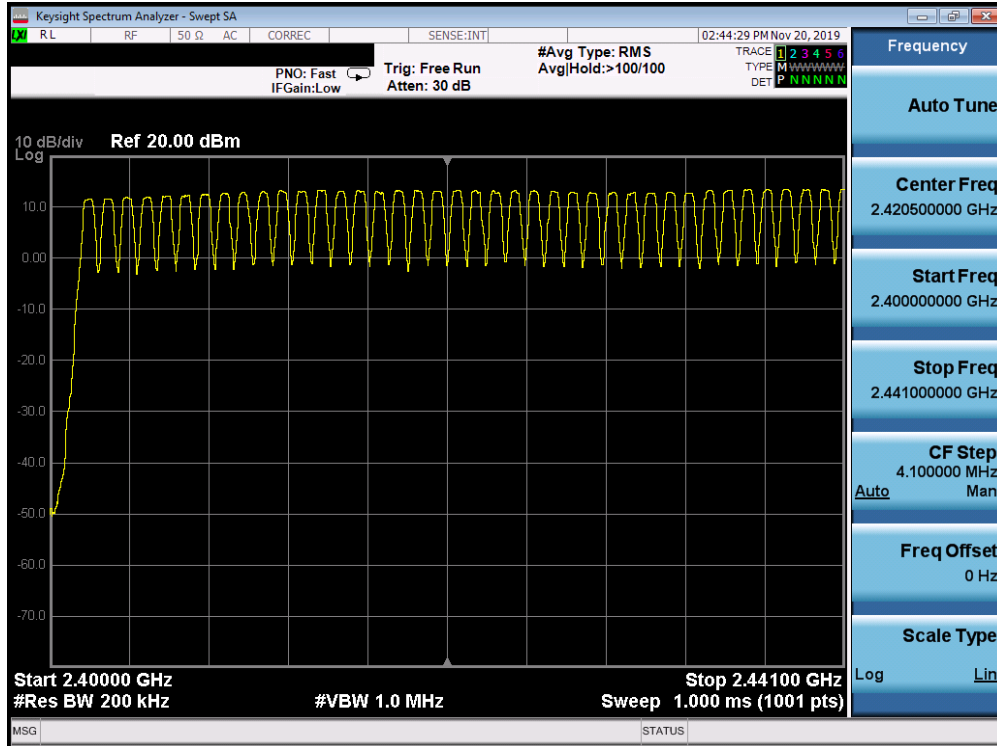 Keysight Spectrum Analyzer - Swept SA
LXI RL RF 50 Ω AC CORREC SENSE:INT 02:44:29 PM Nov 20, 2019
Frequency
PNO: Fast
IFGain:Low
Trig: Free Run
Atten: 30 dB
#Avg Type: RMS
Avg|Hold:>100/100
TRACE 1 2 3 4 5 6
TYPE M WWWWW
DET P N N N N N
Auto Tune
10 dB/div Ref 20.00 dBm
Log
10.0
0.00
-10.0
-20.0
-30.0
-40.0
-50.0
-60.0
-70.0
Center Freq
2.420500000 GHz
Start Freq
2.400000000 GHz
Stop Freq
2.441000000 GHz
CF Step
4.100000 MHz
Auto Man
Freq Offset
0 Hz
Scale Type
Log Lin
Start 2.40000 GHz Stop 2.44100 GHz
#Res BW 200 kHz #VBW 1.0 MHz Sweep 1.000 ms (1001 pts)
MSG STATUS